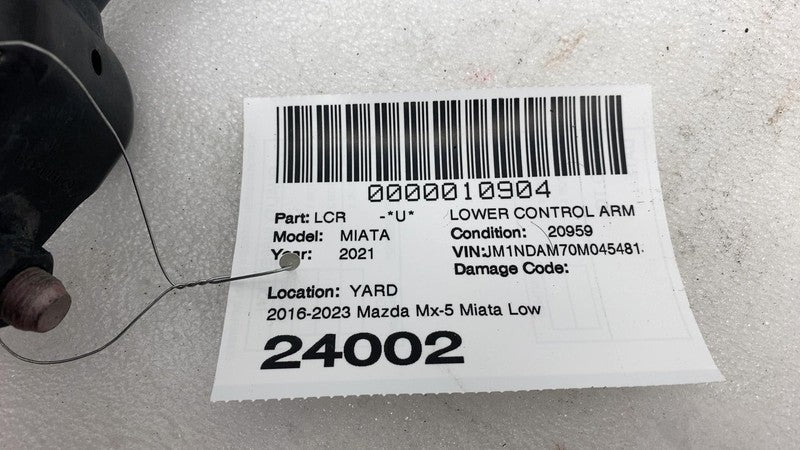 0000010904
Part: LCR -*U* LOWER CONTROL ARM
Model: MIATA Condition: 20959
Year: 2021 VIN:JM1NDAM70M045481
Damage Code:
Location: YARD
2016-2023 Mazda Mx-5 Miata Low
24002